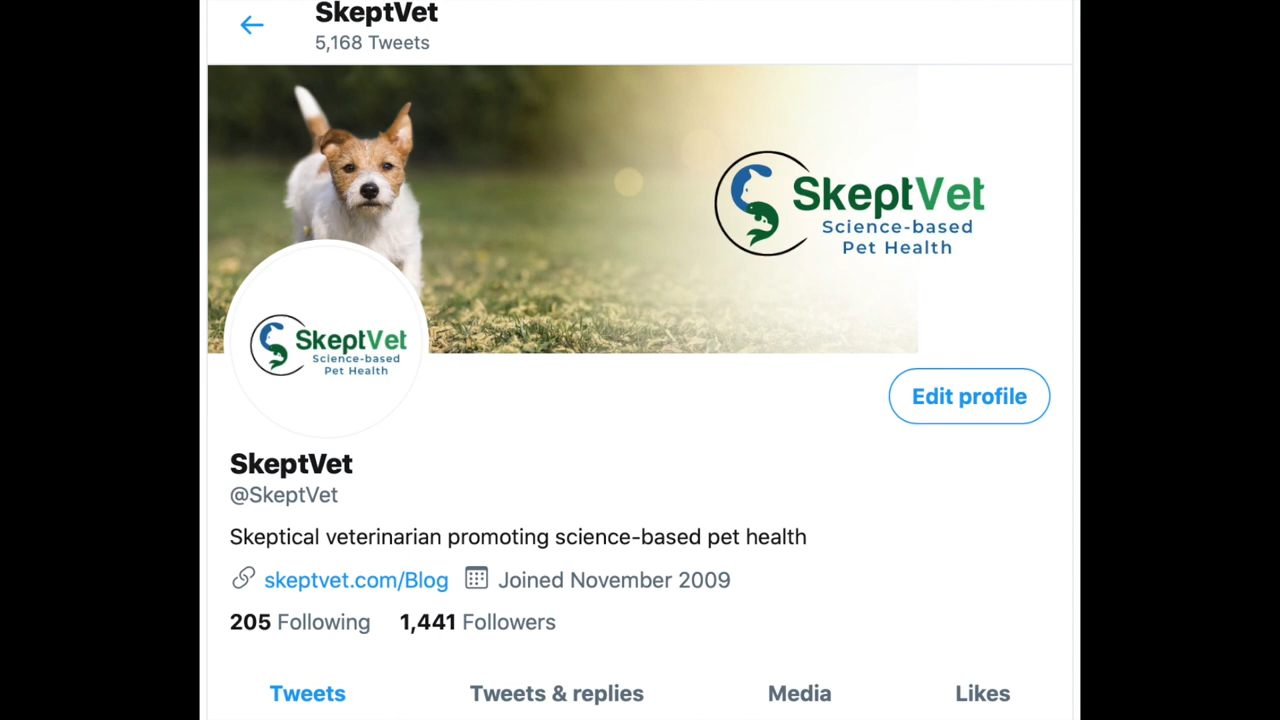 SkeptVet
5,168 Tweets
SkeptVet
Science-based
Pet Health
SkeptVet
Science-based
Pet Health
Edit profile
SkeptVet
@SkeptVet
Skeptical veterinarian promoting science-based pet health
skeptvet.com/Blog Joined November 2009
205 Following 1,441 Followers
Tweets Tweets & replies Media Likes